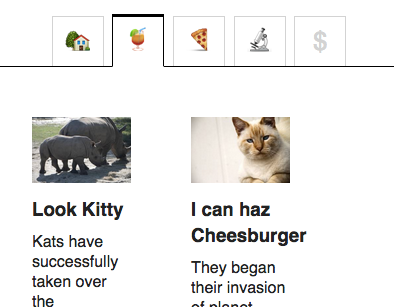 $
Look Kitty
Kats have
successfully
taken over
the
I can haz
Cheesburger
They began
their invasion
of planet